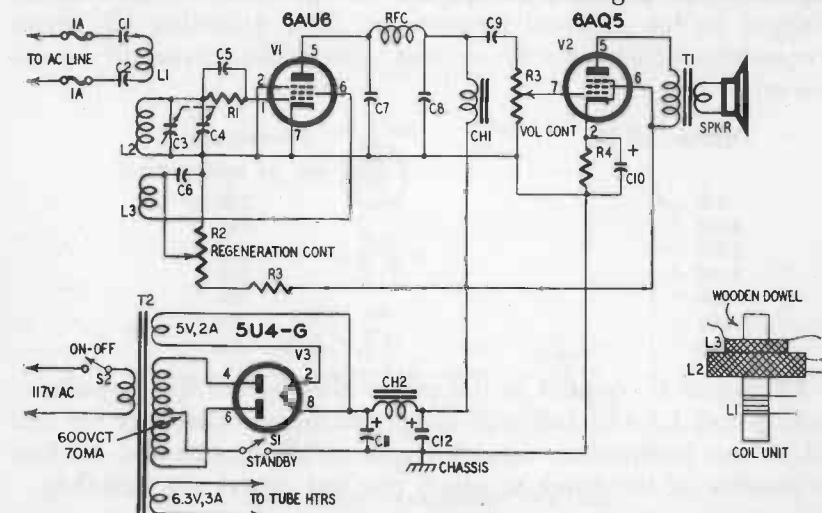 6AU6
RFC
6AQ5
1A
C1
C9
V1
5
V2
5
T1
TO AC LINE
C5
2
6
R3
7
6
C2
L1
1
1A
R1
C7
C8
CH1
VOL CONT
2
+
SPKR
L2
C3
C4
7
R4
C10
C6
L3
R2
REGENERATION CONT
R3
T2
WOODEN DOWEL
5V,2A
5U4-G
ON-OFF
V3
L3
4
2
CH2
L2
117V AC
S2
8
6
+
+
L1
600VCT
S1
C11
C12
70MA
STANDBY
CHASSIS
COIL UNIT
6.3V,3A
TO TUBE HTRS